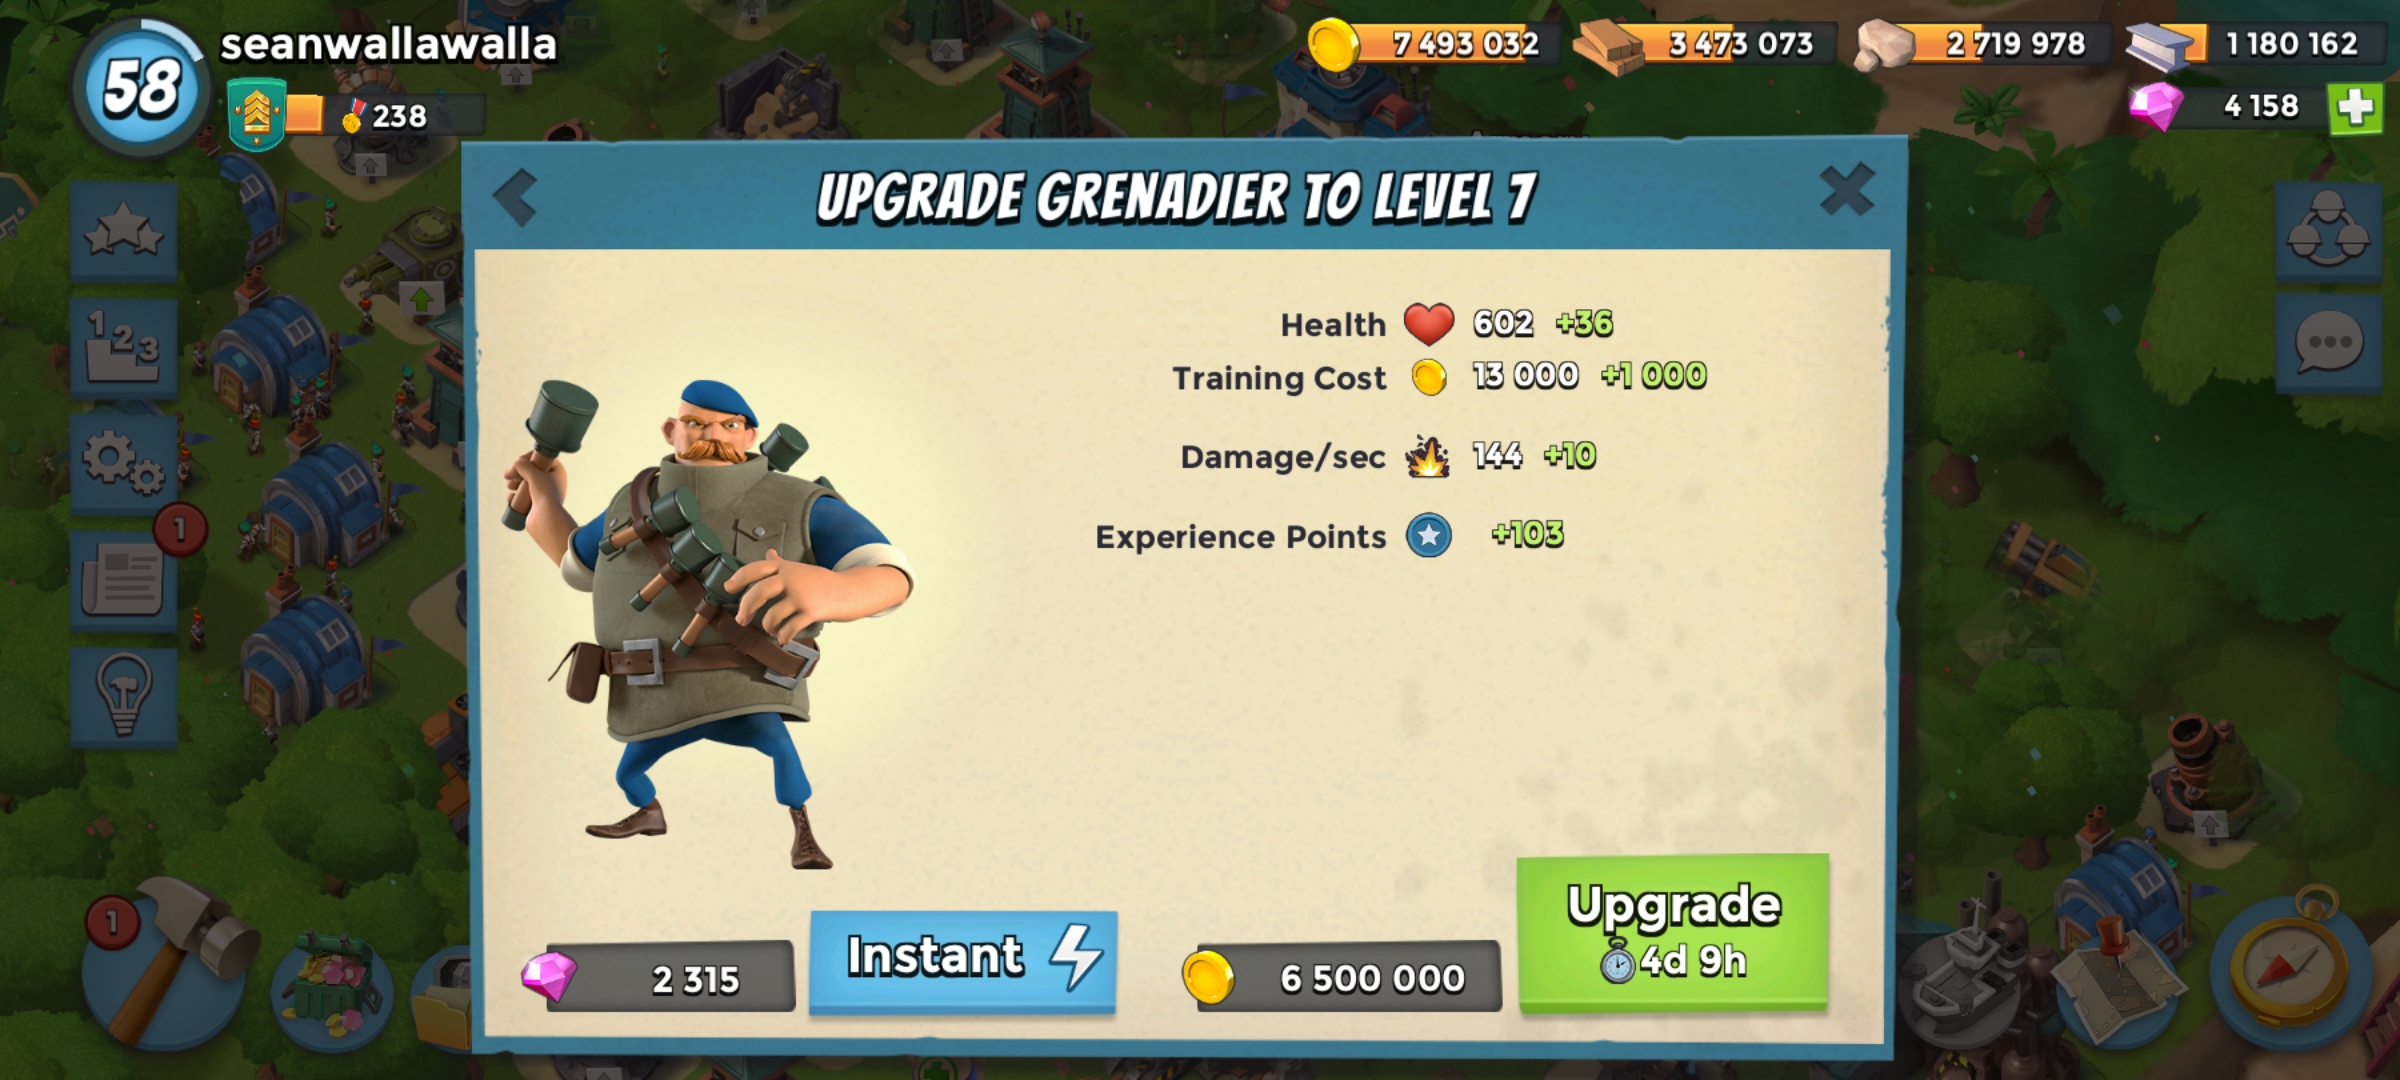 58
seanwallawalla
238
7 493 032
3 473 073
2 719 978
1 180 162
4 158
UPGRADE GRENADIER TO LEVEL 7
Health 602 +36
Training Cost 13 000 +1 000
Damage/sec 144 +10
Experience Points +103
123
1
1
2 315
Instant
6 500 000
Upgrade
4d 9h